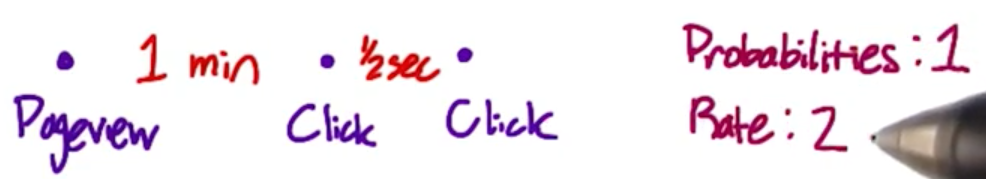 1 min ½sec
Pageview Click Click
Probabilities: 1
Rate: 2